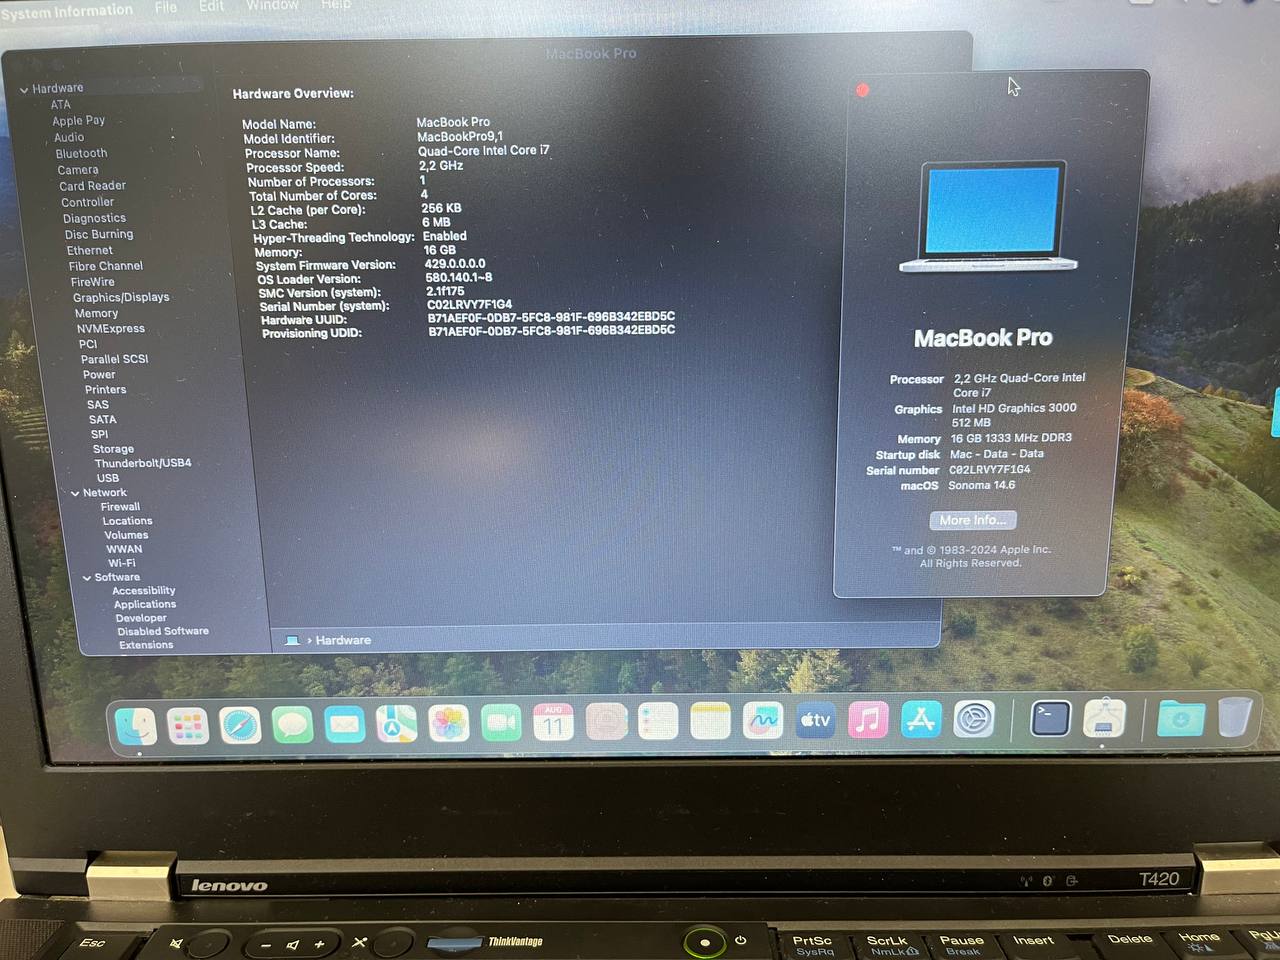 System Information File Edit Window Help
MacBook Pro
Hardware
ATA
Apple Pay
Audio
Bluetooth
Camera
Card Reader
Controller
Diagnostics
Disc Burning
Ethernet
Fibre Channel
FireWire
Graphics/Displays
Memory
NVMExpress
PCI
Parallel SCSI
Power
Printers
SAS
SATA
SPI
Storage
Thunderbolt/USB4
USB
Network
Firewall
Locations
Volumes
WWAN
Wi-Fi
Software
Accessibility
Applications
Developer
Disabled Software
Extensions
Hardware Overview:
Model Name: MacBook Pro
Model Identifier: MacBookPro9,1
Processor Name: Quad-Core Intel Core i7
Processor Speed: 2,2 GHz
Number of Processors: 1
Total Number of Cores: 4
L2 Cache (per Core): 256 KB
L3 Cache: 6 MB
Hyper-Threading Technology: Enabled
Memory: 16 GB
System Firmware Version: 429.0.0.0.0
OS Loader Version: 580.140.1~8
SMC Version (system): 2.1f175
Serial Number (system): C02LRVY7F1G4
Hardware UUID: B71AEF0F-0DB7-5FC8-981F-696B342EBD5C
Provisioning UDID: B71AEF0F-0DB7-5FC8-981F-696B342EBD5C
› Hardware
MacBook Pro
Processor 2,2 GHz Quad-Core Intel
Core i7
Graphics Intel HD Graphics 3000
512 MB
Memory 16 GB 1333 MHz DDR3
Startup disk Mac - Data - Data
Serial number C02LRVY7F1G4
macOS Sonoma 14.6
More Info...
™ and © 1983-2024 Apple Inc.
All Rights Reserved.
AUG
11
tv
lenovo
T420
Esc
ThinkVantage
PrtSc
SysRq
ScrLk
NmLk
Pause
Break
Insert
Delete
Home
PgU